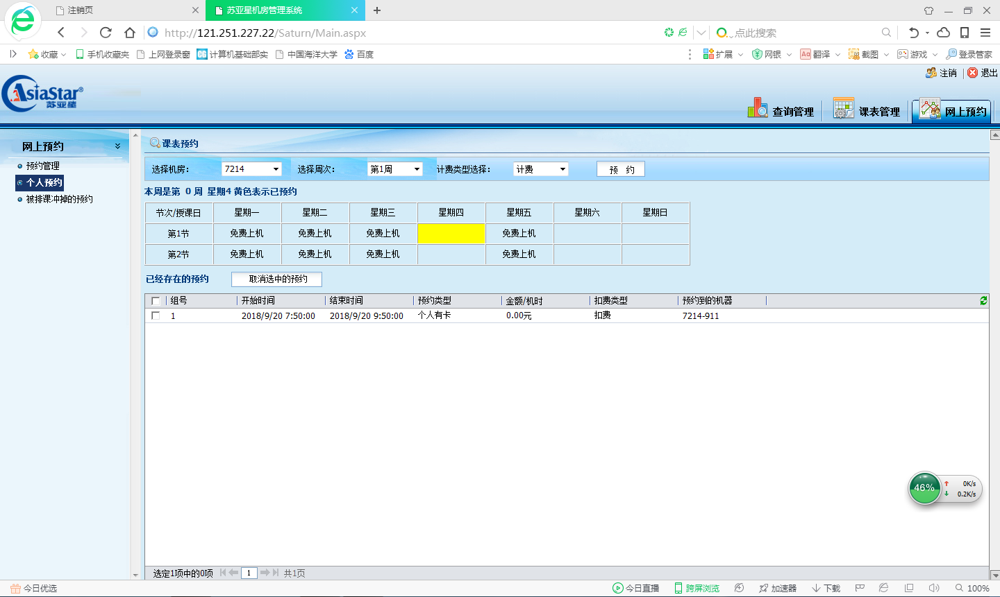 注销页
苏亚星机房管理系统
http://121.251.227.22/Saturn/Main.aspx
点此搜索
收藏 手机收藏夹 上网登录窗 计算机基础部实 中国海洋大学 百度
扩展 网银 翻译 截图 游戏 登录管家
注销 退出
AsiaStar®
苏亚星
查询管理 课表管理 网上预约
网上预约
预约管理
个人预约
被排课冲掉的预约
课表预约
选择机房: 7214 选择周次: 第1周 计费类型选择: 计费 预 约
本周是第 0 周 星期4 黄色表示已预约
节次/授课日 星期一 星期二 星期三 星期四 星期五 星期六 星期日
第1节 免费上机 免费上机 免费上机 免费上机
第2节 免费上机 免费上机 免费上机 免费上机
已经存在的预约 取消选中的预约
组号 开始时间 结束时间 预约类型 金额/机时 扣费类型 预约到的机器
1 2018/9/20 7:50:00 2018/9/20 9:50:00 个人有卡 0.00元 扣费 7214-911
46% 0K/s
0.2K/s
选定1项中的0项 1 共1页
今日优选 今日直播 跨屏浏览 加速器 下载 100%